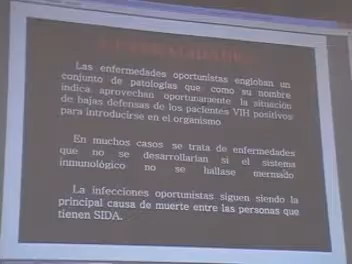 Las enfermedades oportunistas engloban un
conjunto de patologías que como su nombre
indica aprovechan oportunamente la situación
de bajas defensas de los pacientes VIH positivos
para introducirse en el organismo
En muchos casos se trata de enfermedades
que no se desarrollarían si el sistema
inmunológico no se hallase mermado
La infecciones oportunistas siguen siendo la
principal causa de muerte entre las personas que
tienen SIDA.